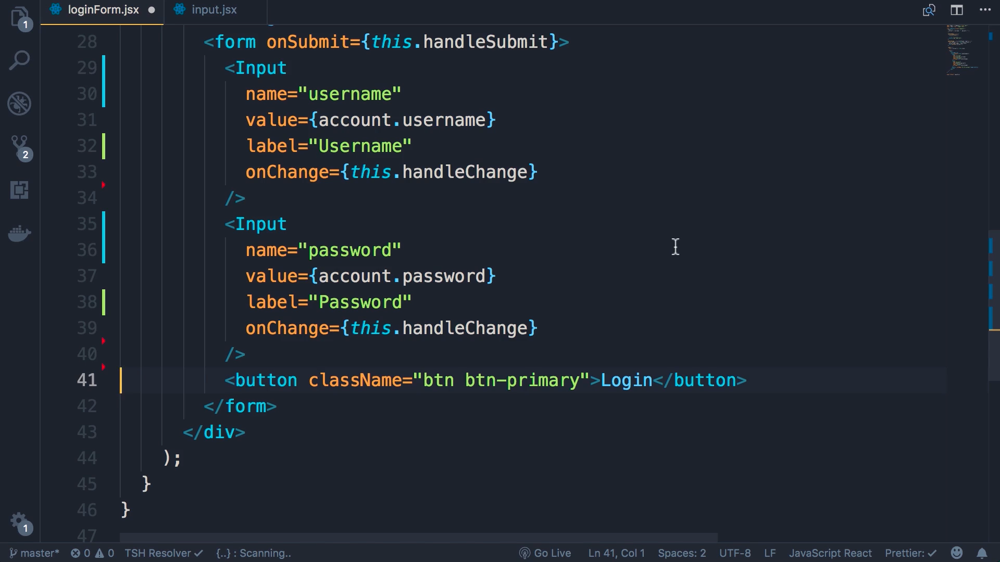 loginForm.jsx ● input.jsx
1
28 <form onSubmit={this.handleSubmit}>
29 <Input
30 name="username"
31 value={account.username}
32 label="Username"
2
33 onChange={this.handleChange}
34 />
35 <Input
36 name="password"
37 value={account.password}
38 label="Password"
39 onChange={this.handleChange}
40 />
41 <button className="btn btn-primary">Login</button>
42 </form>
43 </div>
44 );
45 }
46 }
1
47
master* 0 0 TSH Resolver ✓ {..} : Scanning.. Go Live Ln 41, Col 1 Spaces: 2 UTF-8 LF JavaScript React Prettier: ✓